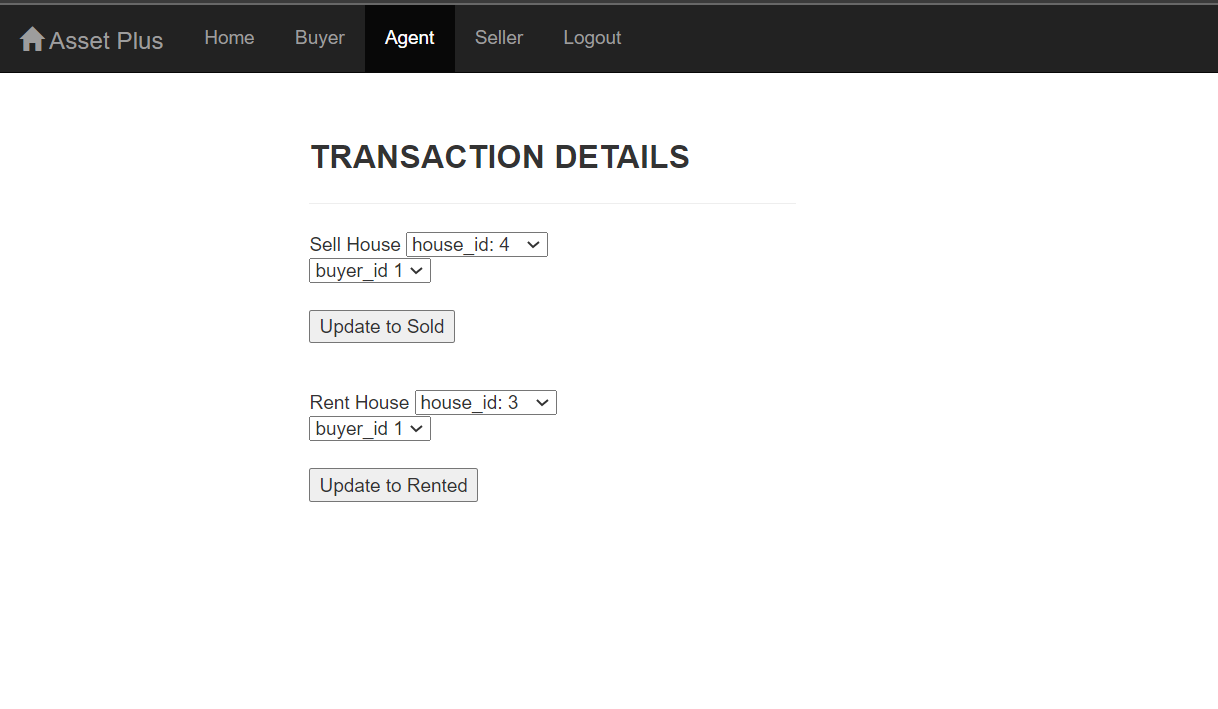 Asset Plus Home Buyer Agent Seller Logout
TRANSACTION DETAILS
Sell House house_id: 4
buyer_id 1
Update to Sold
Rent House house_id: 3
buyer_id 1
Update to Rented